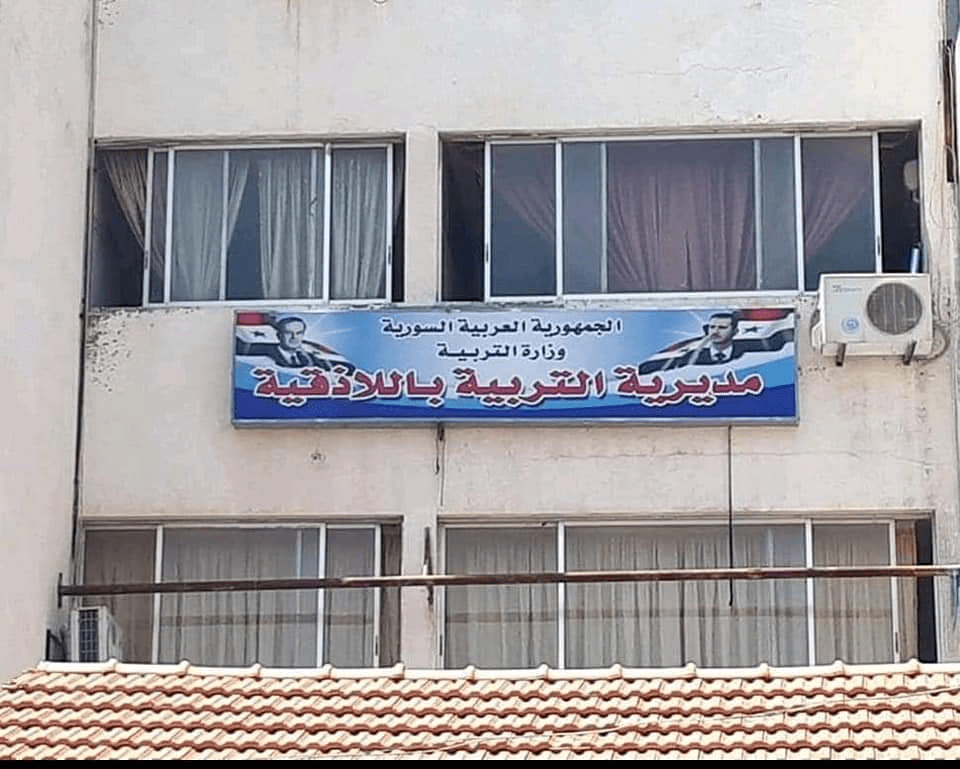 الجمهورية العربية السورية
وزارة التربية
مديرية التربية باللاذقية